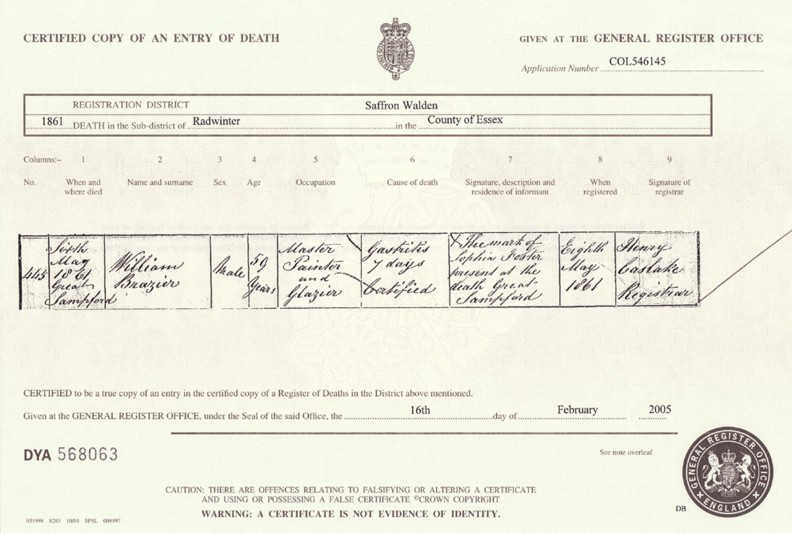 CERTIFIED COPY OF AN ENTRY OF DEATH
GIVEN AT THE GENERAL REGISTER OFFICE
Application Number COL546145
REGISTRATION DISTRICT Saffron Walden
1861 DEATH in the Sub-district of Radwinter in the County of Essex
Columns:- 1 2 3 4 5 6 7 8 9
No. When and where died Name and surname Sex Age Occupation Cause of death Signature, description and residence of informant When registered Signature of registrar
445 Sixth May 1861 Great Sampford William Brazier Male 59 Years Master Painter and Glazier Gastritis 7 days Certified The mark of Sophia Foster present at the death Great Sampford Eighth May 1861 Henry Registrar
CERTIFIED to be a true copy of an entry in the certified copy of a Register of Deaths in the District above mentioned.
Given at the GENERAL REGISTER OFFICE, under the Seal of the said Office, the 16th day of February 2005
DYA 568063
See note overleaf
CAUTION: THERE ARE OFFENCES RELATING TO FALSIFYING OR ALTERING A CERTIFICATE
AND USING OR POSSESSING A FALSE CERTIFICATE ©CROWN COPYRIGHT
WARNING: A CERTIFICATE IS NOT EVIDENCE OF IDENTITY.
GENERAL REGISTER OFFICE
ENGLAND
DB